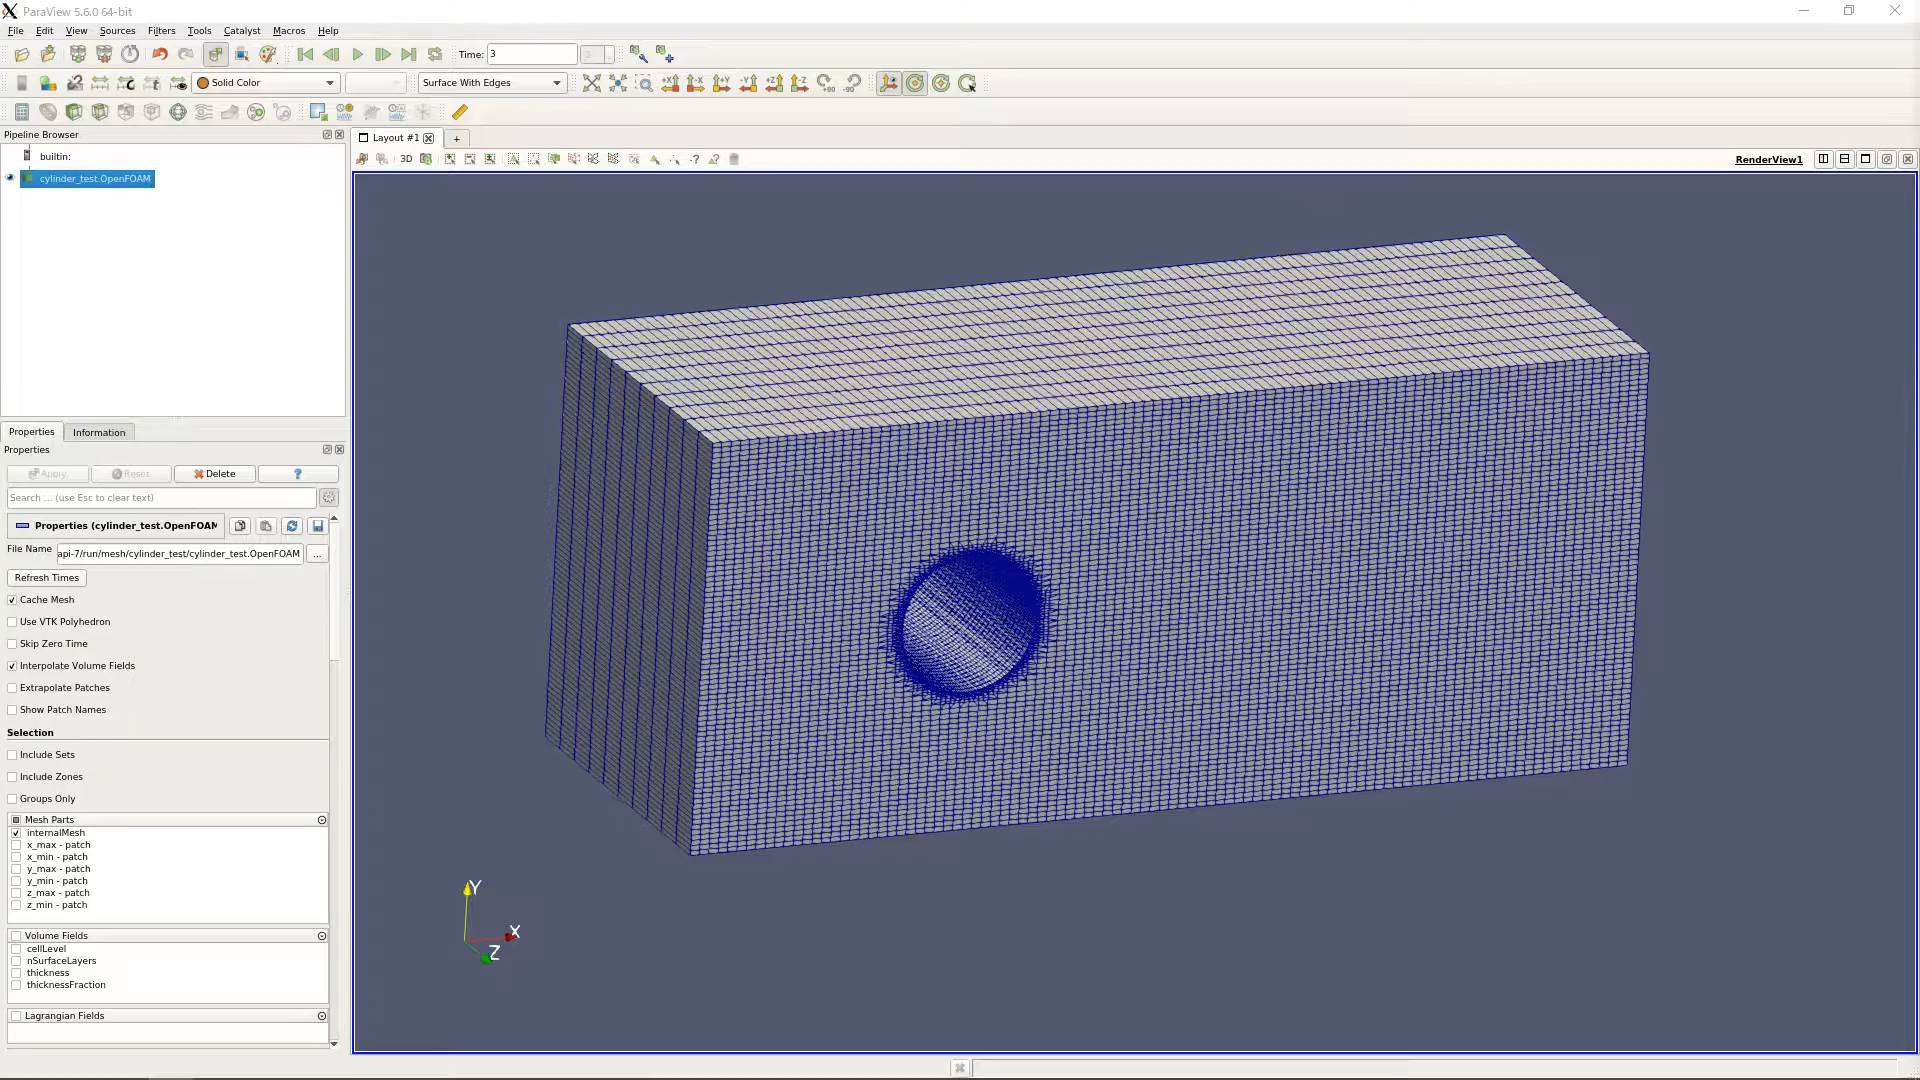 ParaView 5.6.0 64-bit
File Edit View Sources Filters Tools Catalyst Macros Help
Time: 3
Solid Color
Surface With Edges
Pipeline Browser
builtin:
cylinder_test.OpenFOAM
Properties Information
Properties
Apply Reset Delete ?
Search ... (use Esc to clear text)
Properties (cylinder_test.OpenFOAM
File Name api-7/run/mesh/cylinder_test/cylinder_test.OpenFOAM ...
Refresh Times
Cache Mesh
Use VTK Polyhedron
Skip Zero Time
Interpolate Volume Fields
Extrapolate Patches
Show Patch Names
Selection
Include Sets
Include Zones
Groups Only
Mesh Parts
internalMesh
x_max - patch
x_min - patch
y_max - patch
y_min - patch
z_max - patch
z_min - patch
Volume Fields
cellLevel
nSurfaceLayers
thickness
thicknessFraction
Lagrangian Fields
Layout #1 +
3D
RenderView1
Y
X
Z